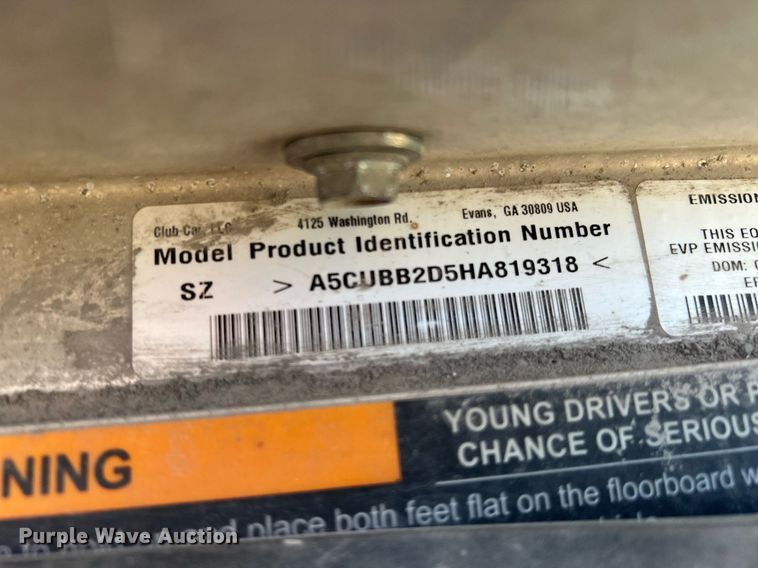 Club Car, LLC 4125 Washington Rd. Evans, GA 30809 USA
Model Product Identification Number
SZ > A5CUBB2D5HA819318 <
EMISSION
THIS EQ
EVP EMISSIO
DOM:
NING
YOUNG DRIVERS OR
CHANCE OF SERIOUS
place both feet flat on the floorboard
Purple Wave Auction